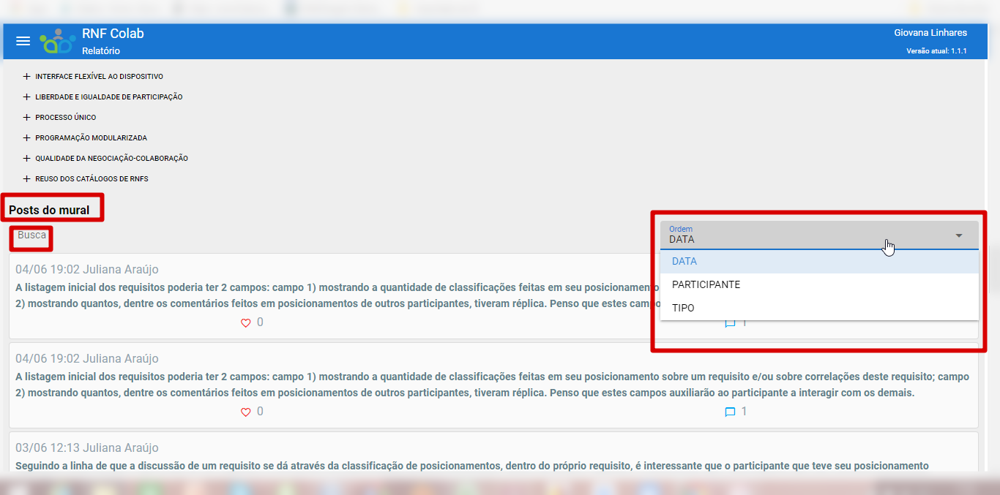 RNF Colab
Relatório
Giovana Linhares
Versão atual: 1.1.1
INTERFACE FLEXÍVEL AO DISPOSITIVO
LIBERDADE E IGUALDADE DE PARTICIPAÇÃO
PROCESSO ÚNICO
PROGRAMAÇÃO MODULARIZADA
QUALIDADE DA NEGOCIAÇÃO-COLABORAÇÃO
REUSO DOS CATÁLOGOS DE RNFS
Posts do mural
Busca
Ordem
DATA
DATA
PARTICIPANTE
TIPO
04/06 19:02 Juliana Araújo
A listagem inicial dos requisitos poderia ter 2 campos: campo 1) mostrando a quantidade de classificações feitas em seu posicionamento
2) mostrando quantos, dentre os comentários feitos em posicionamentos de outros participantes, tiveram réplica. Penso que estes campo
0
1
04/06 19:02 Juliana Araújo
A listagem inicial dos requisitos poderia ter 2 campos: campo 1) mostrando a quantidade de classificações feitas em seu posicionamento sobre um requisito e/ou sobre correlações deste requisito; campo
2) mostrando quantos, dentre os comentários feitos em posicionamentos de outros participantes, tiveram réplica. Penso que estes campos auxiliarão ao participante a interagir com os demais.
0
1
03/06 12:13 Juliana Araújo
Seguindo a linha de que a discussão de um requisito se dá através da classificação de posicionamentos, dentro do próprio requisito, é interessante que o participante que teve seu posicionamento